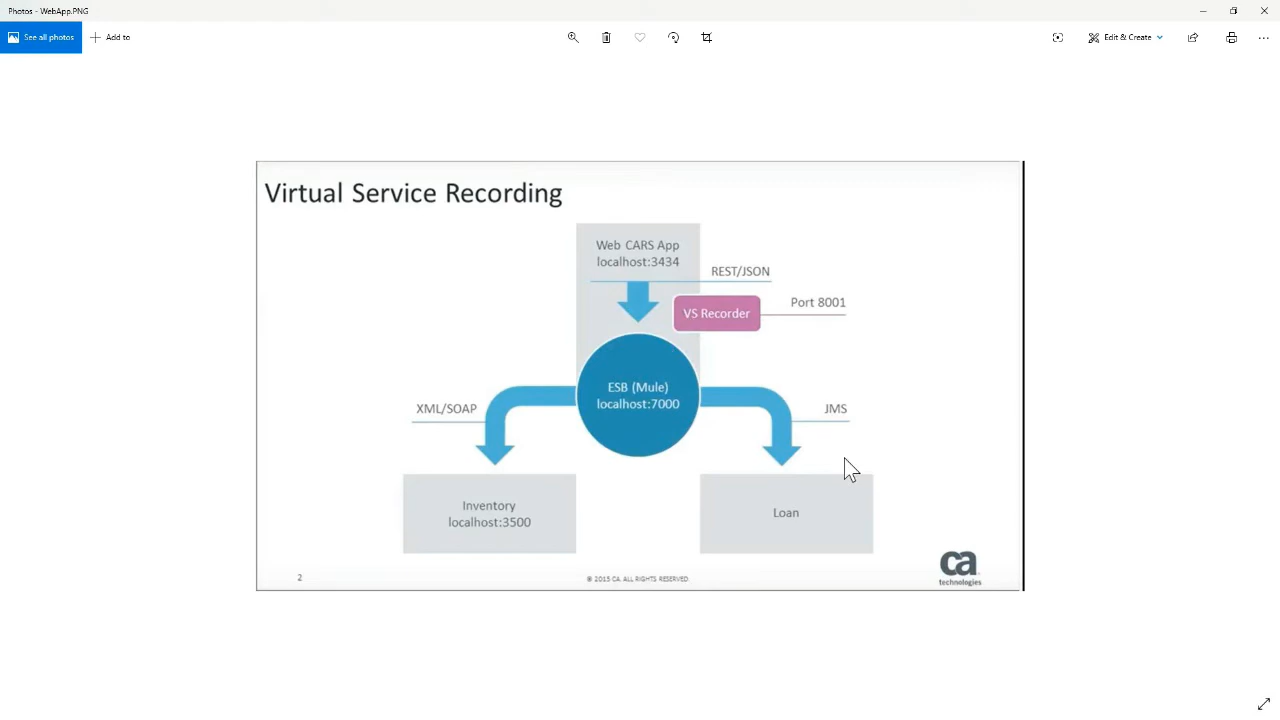 Photos - WebApp.PNG
See all photos
Add to
Edit & Create
Virtual Service Recording
Web CARS App
localhost:3434
REST/JSON
VS Recorder
Port 8001
ESB (Mule)
localhost:7000
XML/SOAP
JMS
Inventory
localhost:3500
Loan
2
© 2015 CA. ALL RIGHTS RESERVED.
ca
technologies